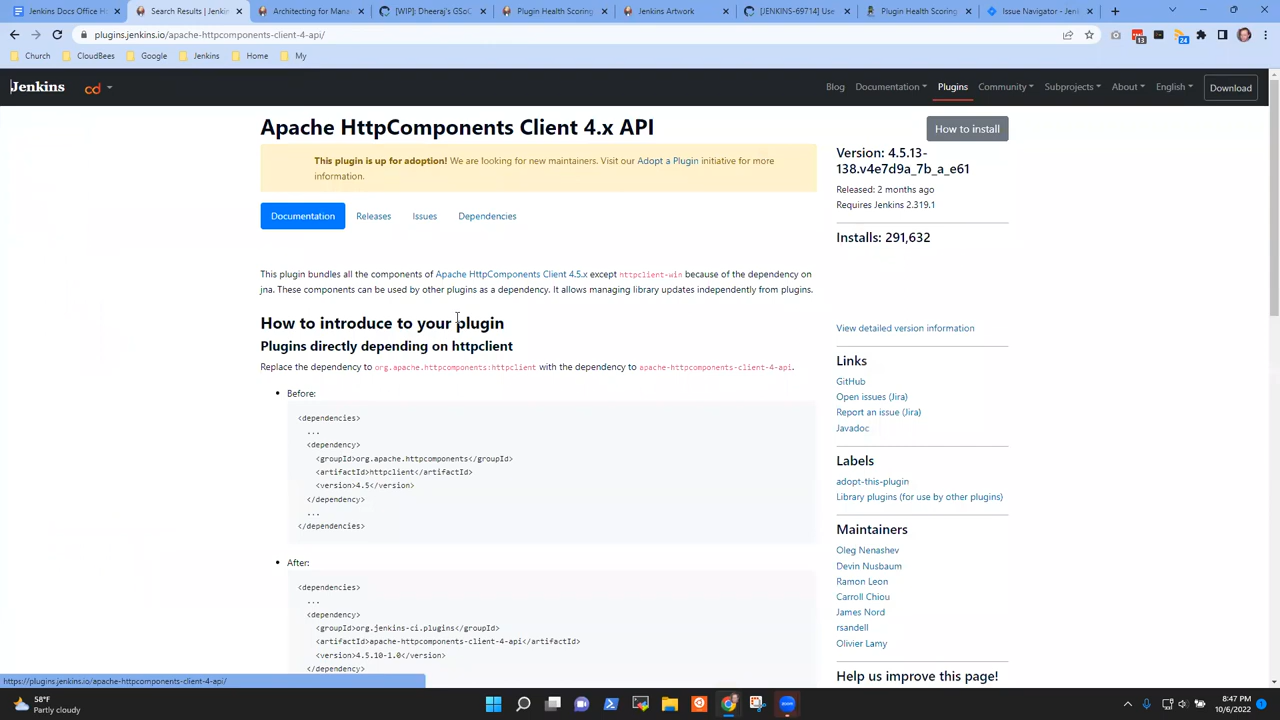 Jenkins Docs Office H
Search Results | Jenkin
Architecting for Mana
[WIP]: Dheeraj's GSoC
Plugin Health Scoring
Jenkins Artwork
[JENKINS-69714] Use
Plugin Health Scoring
Issue Navigator - Jen
plugins.jenkins.io/apache-httpcomponents-client-4-api/
13
24
Church
CloudBees
Google
Jenkins
Home
My
Jenkins
cd
Blog
Documentation
Plugins
Community
Subprojects
About
English
Download
Apache HttpComponents Client 4.x API
How to install
This plugin is up for adoption! We are looking for new maintainers. Visit our Adopt a Plugin initiative for more
information.
Version: 4.5.13-
138.v4e7d9a_7b_a_e61
Released: 2 months ago
Requires Jenkins 2.319.1
Documentation
Releases
Issues
Dependencies
Installs: 291,632
This plugin bundles all the components of Apache HttpComponents Client 4.5.x except httpclient-win because of the dependency on
jna. These components can be used by other plugins as a dependency. It allows managing library updates independently from plugins.
How to introduce to your plugin
Plugins directly depending on httpclient
Replace the dependency to org.apache.httpcomponents:httpclient with the dependency to apache-httpcomponents-client-4-api.
Before:
<dependencies>
...
<dependency>
<groupId>org.apache.httpcomponents</groupId>
<artifactId>httpclient</artifactId>
<version>4.5</version>
</dependency>
...
</dependencies>
After:
<dependencies>
...
<dependency>
<groupId>org.jenkins-ci.plugins</groupId>
<artifactId>apache-httpcomponents-client-4-api</artifactId>
<version>4.5.10-1.0</version>
</dependency>
View detailed version information
Links
GitHub
Open issues (Jira)
Report an issue (Jira)
Javadoc
Labels
adopt-this-plugin
Library plugins (for use by other plugins)
Maintainers
Oleg Nenashev
Devin Nusbaum
Ramon Leon
Carroll Chiou
James Nord
rsandell
Olivier Lamy
Help us improve this page!
https://plugins.jenkins.io/apache-httpcomponents-client-4-api/
58°F
Partly cloudy
8:47 PM
10/6/2022